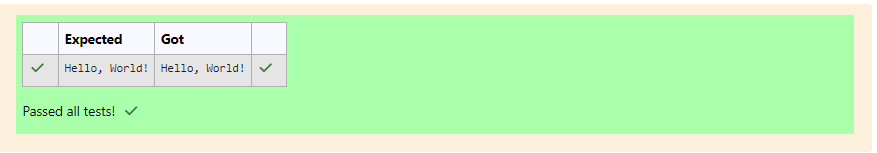 Expected Got
Hello, World! Hello, World!
Passed all tests!